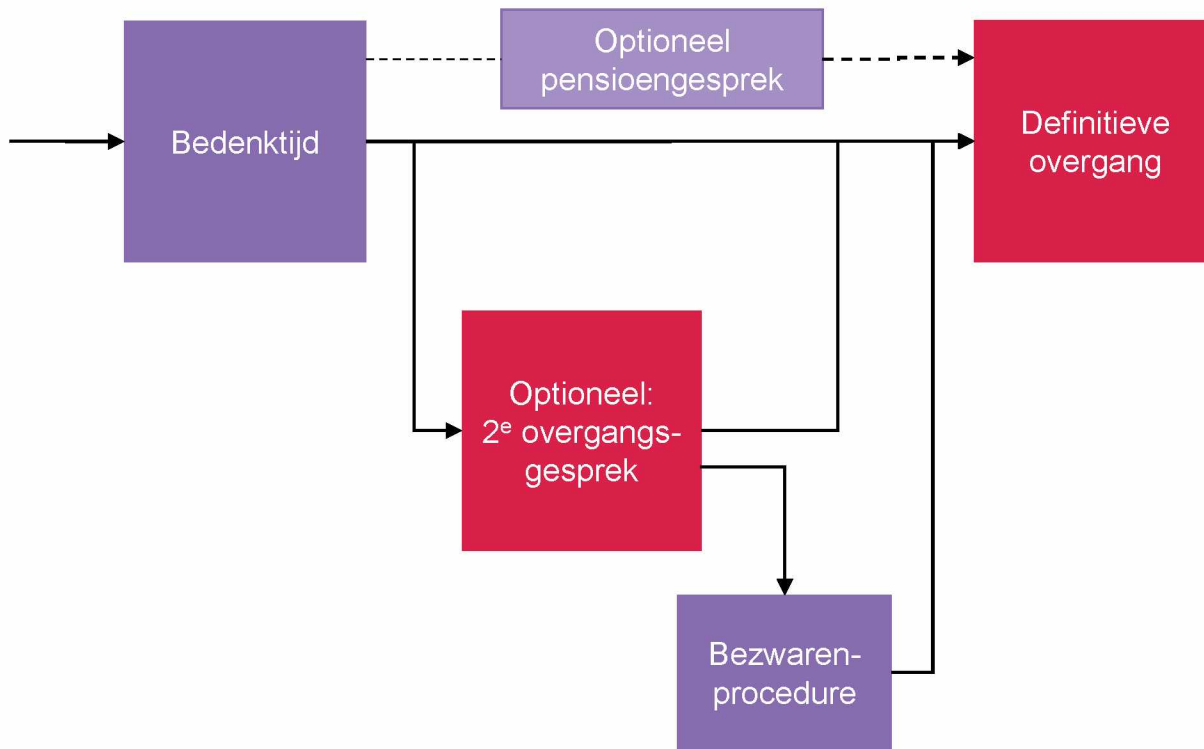 Optioneel
pensioengesprek
Bedenktijd
Definitieve
overgang
Optioneel:
2e overgangs-
gesprek
Bezwaren-
procedure